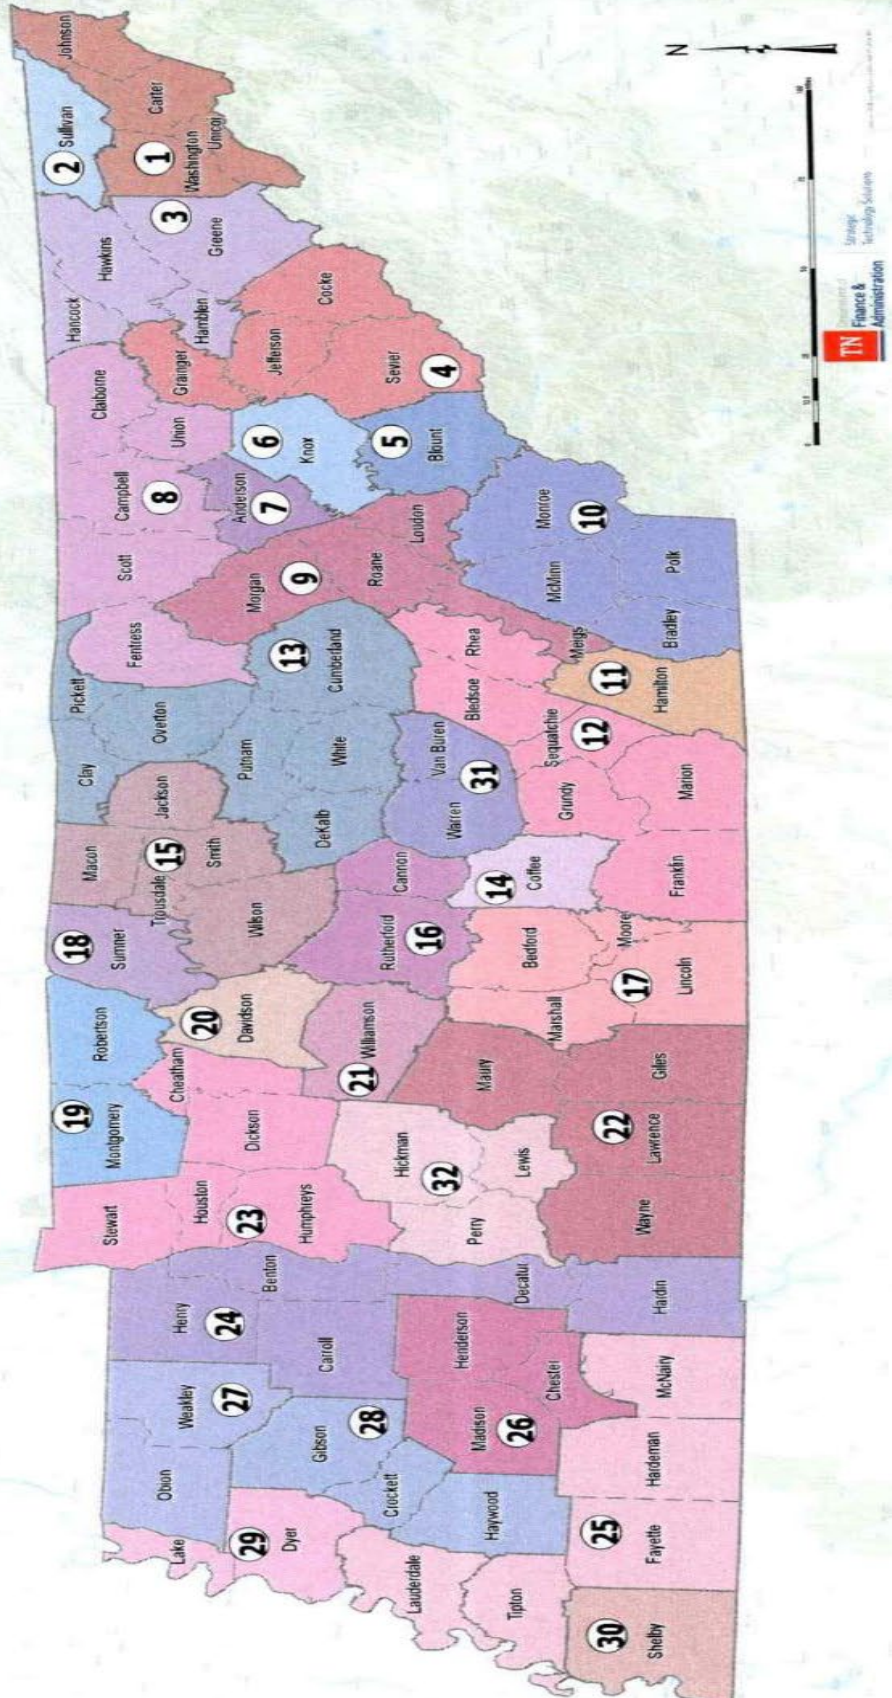 Johnson
2
Sullivan
Carter
1
Washington
Unicoi
3
Hawkins
Hancock
Greene
Hamblen
Cocke
Jefferson
Grainger
Sevier
4
Claiborne
Union
6
Knox
5
Blount
Campbell
8
Anderson
7
Scott
Morgan
9
Roane
Loudon
Monroe
10
McMinn
Polk
Bradley
Meigs
Fentress
13
Cumberland
Rhea
Bledsoe
11
Hamilton
Pickett
Overton
Clay
Putnam
White
Van Buren
31
Warren
Sequatchie
12
Grundy
Marion
Jackson
DeKalb
Macon
15
Smith
Trousdale
Cannon
14
Coffee
Franklin
18
Sumner
Wilson
Rutherford
16
Bedford
Moore
17
Lincoln
Marshall
Robertson
20
Davidson
Williamson
21
Cheatham
Maury
Giles
19
Montgomery
Dickson
Hickman
32
Lewis
22
Lawrence
Stewart
Houston
23
Humphreys
Perry
Wayne
Benton
Decatur
Hardin
Henry
24
Carroll
Henderson
Chester
McNairy
Weakley
27
Gibson
28
Madison
26
Hardeman
Obion
Crockett
Haywood
Lake
29
Dyer
Lauderdale
Tipton
25
Fayette
30
Shelby
N
TN
Finance &
Administration
Strategic
Technology Solutions